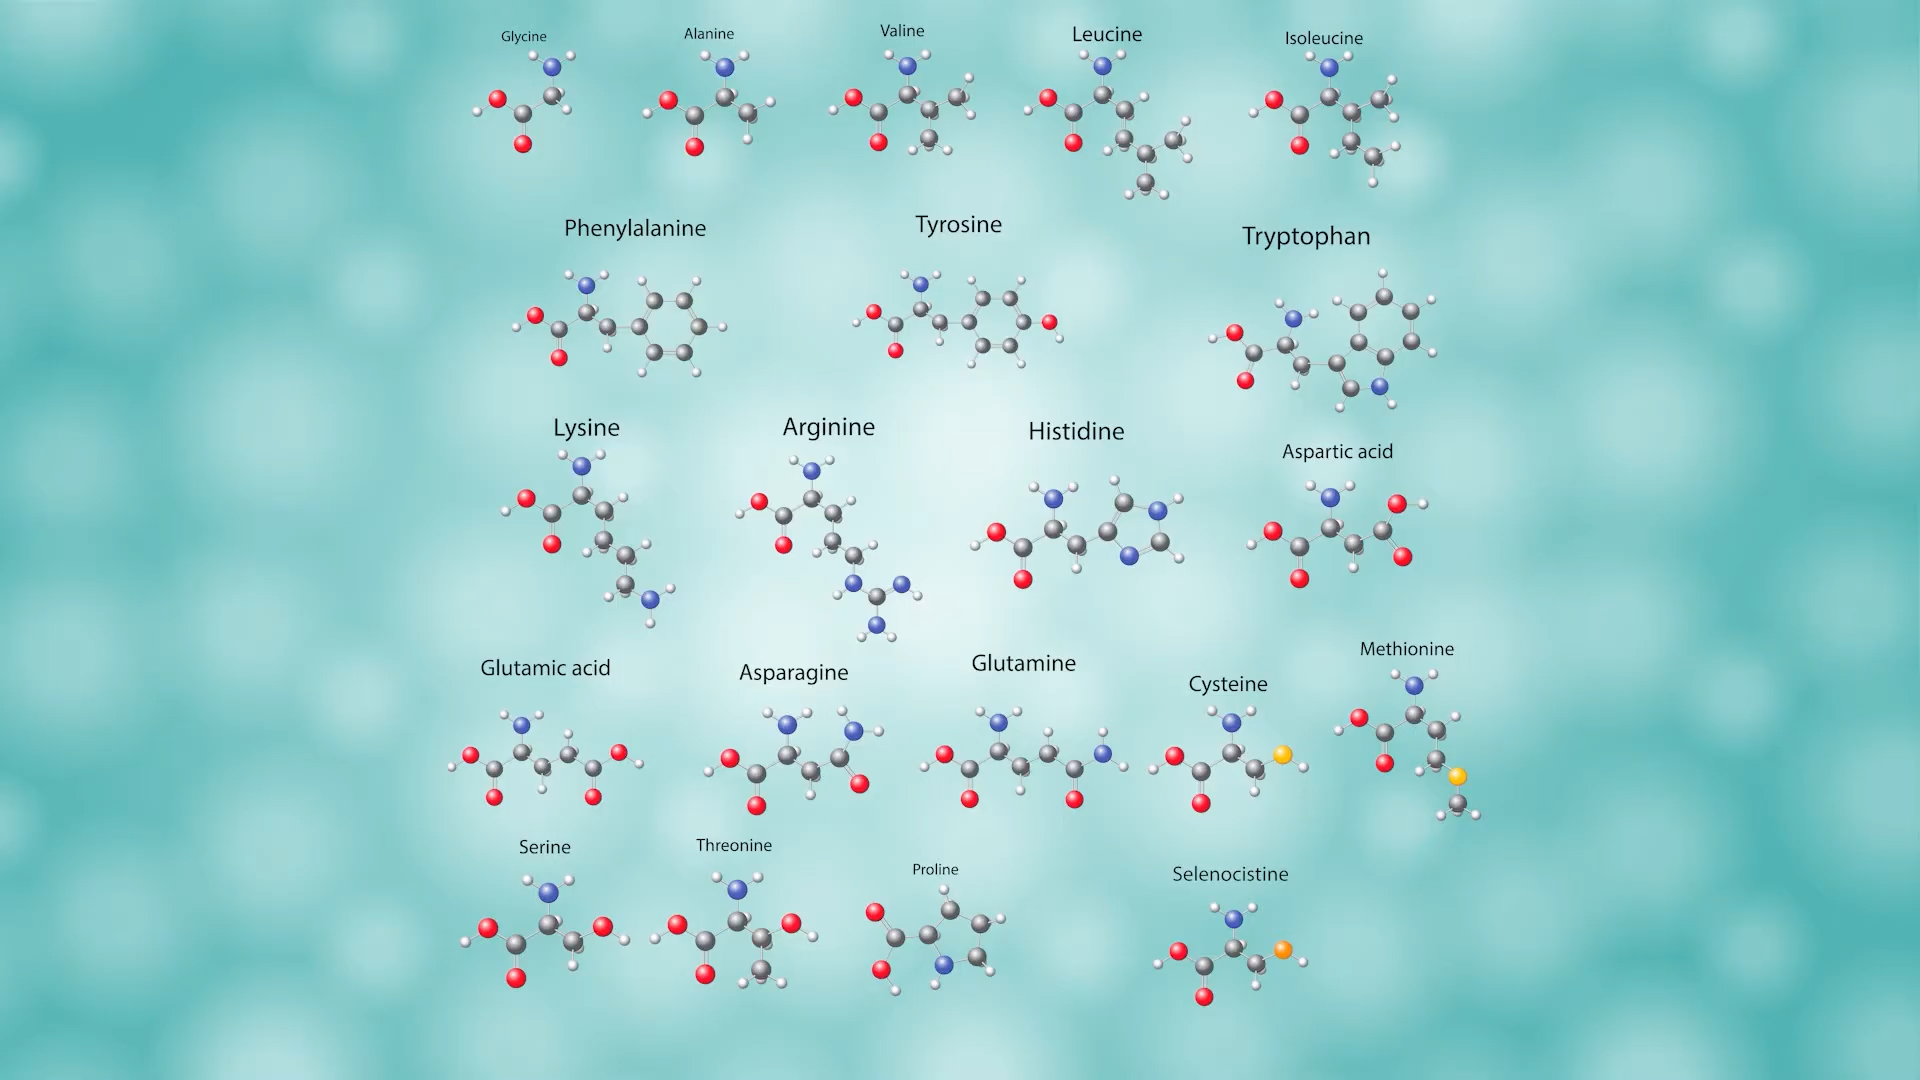 Glycine
Alanine
Valine
Leucine
Isoleucine
Phenylalanine
Tyrosine
Tryptophan
Lysine
Arginine
Histidine
Aspartic acid
Glutamic acid
Asparagine
Glutamine
Cysteine
Methionine
Serine
Threonine
Proline
Selenocistine